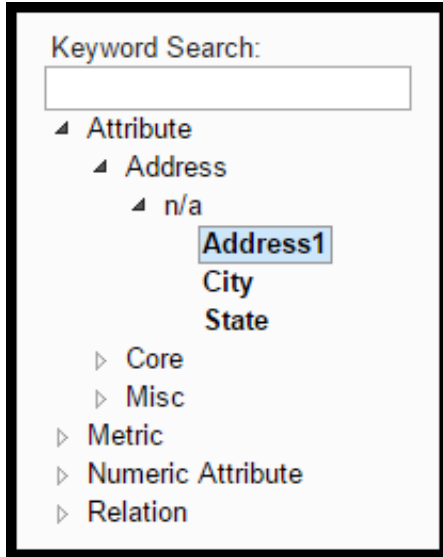 Keyword Search:
Attribute
Address
n/a
Address1
City
State
Core
Misc
Metric
Numeric Attribute
Relation